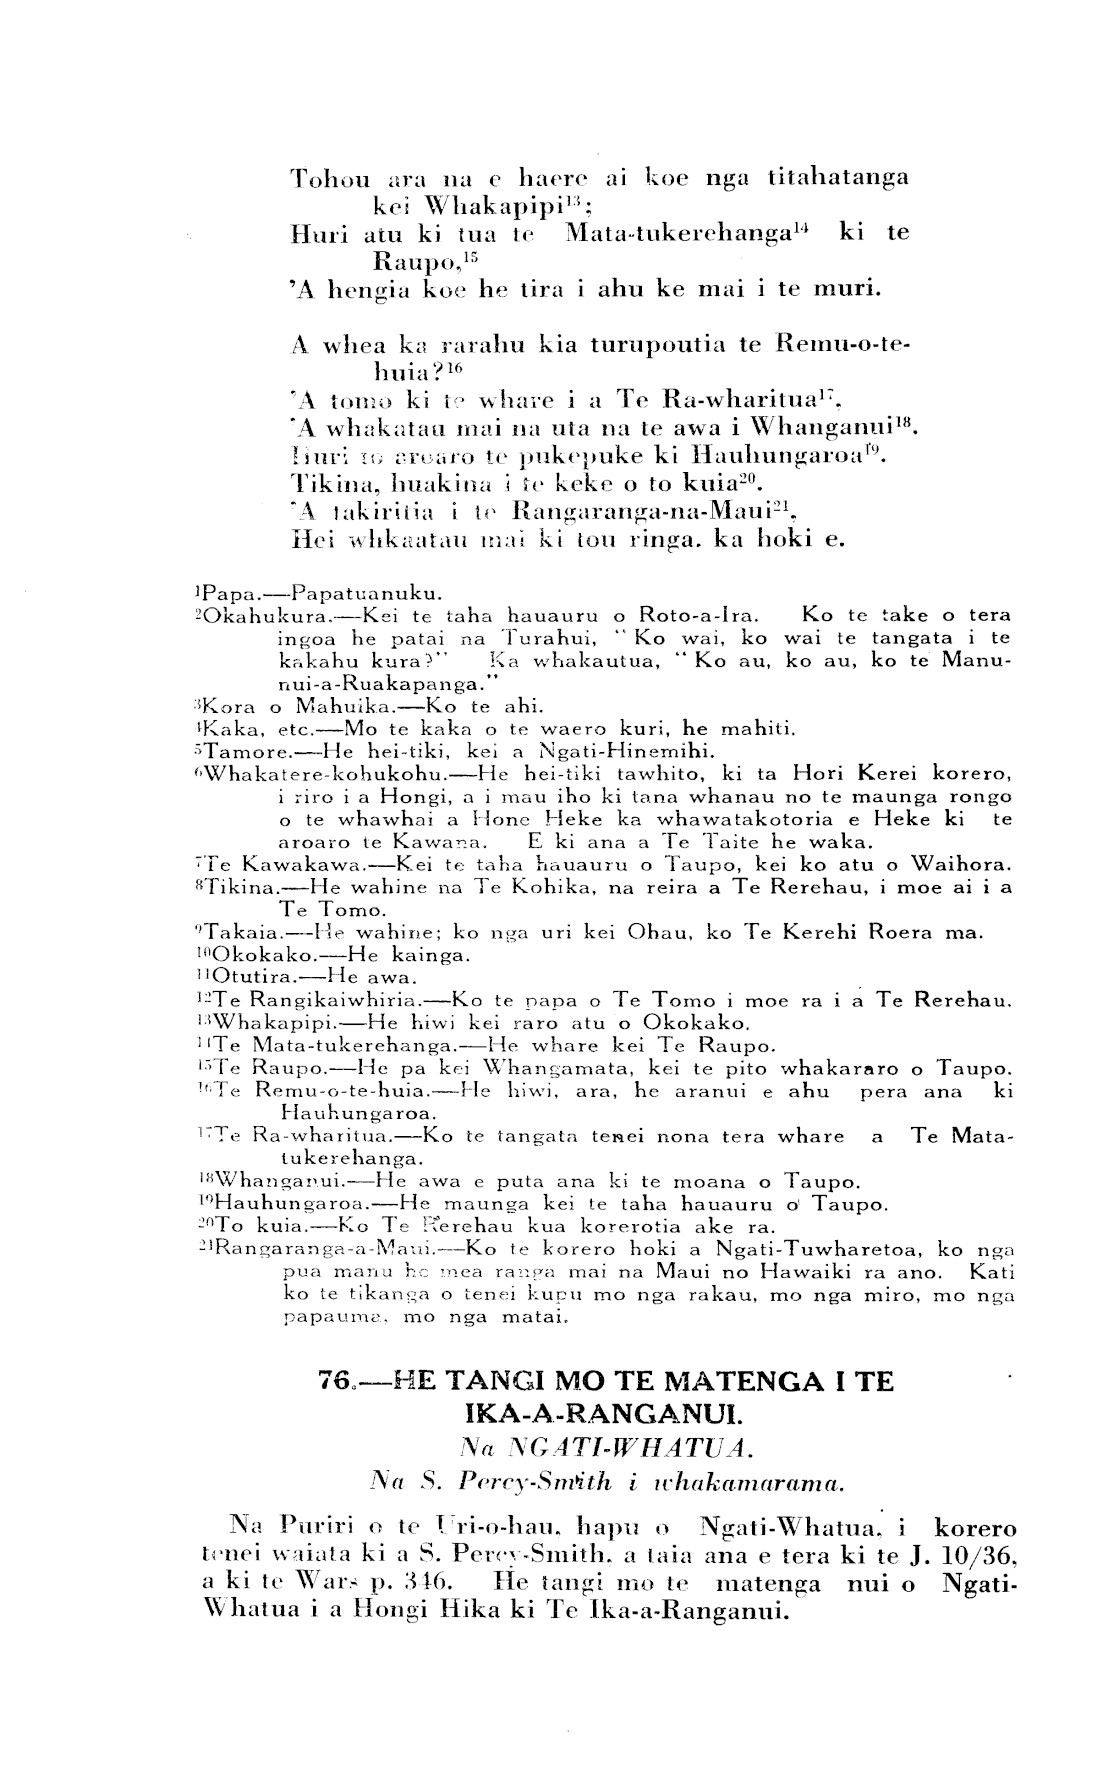 Tohou ara na e haere ai koe nga titahatanga
kei Whakapipi¹³;
Huri atu ki tua te Mata-tukerehanga¹⁴ ki te
Raupo,¹⁵
'A hengia koe he tira i ahu ke mai i te muri.
A whea ka rarahu kia turupoutia te Remu-o-te-
huia?¹⁶
'A tomo ki te whare i a Te Ra-wharitua¹⁷,
'A whakatau mai na uta na te awa i Whanganui¹⁸.
Huri to aroaro te pukepuke ki Hauhungaroa¹⁹.
Tikina, huakina i te keke o to kuia²⁰.
'A takiritia i te Rangaranga-na-Maui²¹,
Hei whkaatau mai ki tou ringa. ka hoki e.
¹Papa.—Papatuanuku.
²Okahukura.—Kei te taha hauauru o Roto-a-Ira. Ko te take o tera
ingoa he patai na Turahui, "Ko wai, ko wai te tangata i te
kakahu kura?" Ka whakautua, "Ko au, ko au, ko te Manu-
nui-a-Ruakapanga."
³Kora o Mahuika.—Ko te ahi.
⁴Kaka, etc.—Mo te kaka o te waero kuri, he mahiti.
⁵Tamore.—He hei-tiki, kei a Ngati-Hinemihi.
⁶Whakatere-kohukohu.—He hei-tiki tawhito, ki ta Hori Kerei korero,
i riro i a Hongi, a i mau iho ki tana whanau no te maunga rongo
o te whawhai a Hone Heke ka whawatakotoria e Heke ki te
aroaro te Kawana. E ki ana a Te Taite he waka.
⁷Te Kawakawa.—Kei te taha hauauru o Taupo, kei ko atu o Waihora.
⁸Tikina.—He wahine na Te Kohika, na reira a Te Rerehau, i moe ai i a
Te Tomo.
⁹Takaia.—He wahine; ko nga uri kei Ohau, ko Te Kerehi Roera ma.
¹⁰Okokako.—He kainga.
¹¹Otutira.—He awa.
¹²Te Rangikaiwhiria.—Ko te papa o Te Tomo i moe ra i a Te Rerehau.
¹³Whakapipi.—He hiwi kei raro atu o Okokako.
¹⁴Te Mata-tukerehanga.—He whare kei Te Raupo.
¹⁵Te Raupo.—He pa kei Whangamata, kei te pito whakararo o Taupo.
¹⁶Te Remu-o-te-huia.—He hiwi, ara, he aranui e ahu pera ana ki
Hauhungaroa.
¹⁷Te Ra-wharitua.—Ko te tangata tenei nona tera whare a Te Mata-
tukerehanga.
¹⁸Whanganui.—He awa e puta ana ki te moana o Taupo.
¹⁹Hauhungaroa.—He maunga kei te taha hauauru o Taupo.
²⁰To kuia.—Ko Te Rerehau kua korerotia ake ra.
²¹Rangaranga-a-Maui.—Ko te korero hoki a Ngati-Tuwharetoa, ko nga
pua manu he mea ranga mai na Maui no Hawaiki ra ano. Kati
ko te tikanga o tenei kupu mo nga rakau, mo nga miro, mo nga
papauma, mo nga matai.
76.—HE TANGI MO TE MATENGA I TE
IKA-A-RANGANUI.
Na NGATI-WHATUA.
Na S. Percy-Smith i whakamarama.
Na Puriri o te Uri-o-hau, hapu o Ngati-Whatua, i korero
tenei waiata ki a S. Percy-Smith, a taia ana e tera ki te J. 10/36,
a ki te Wars p. 346. He tangi mo te matenga nui o Ngati-
Whatua i a Hongi Hika ki Te Ika-a-Ranganui.